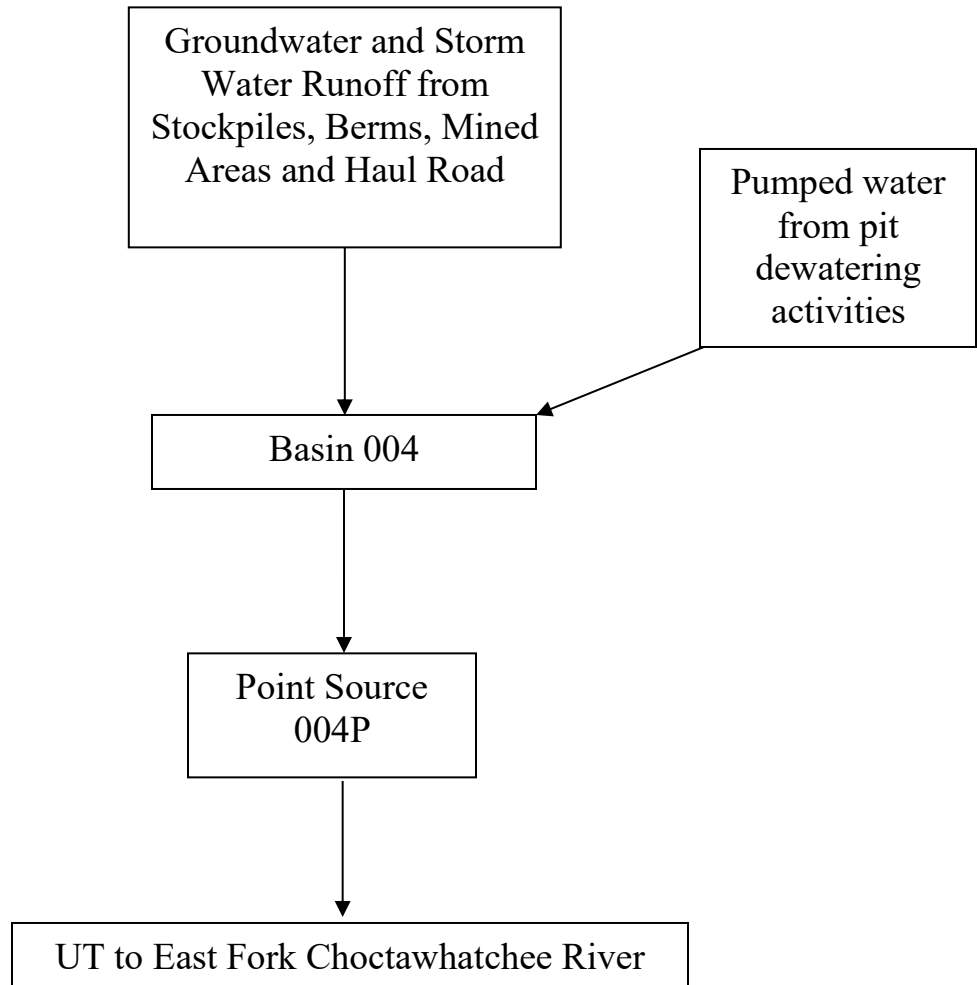 Groundwater and Storm
Water Runoff from
Stockpiles, Berms, Mined
Areas and Haul Road
Pumped water
from pit
dewatering
activities
Basin 004
Point Source
004P
UT to East Fork Choctawhatchee River